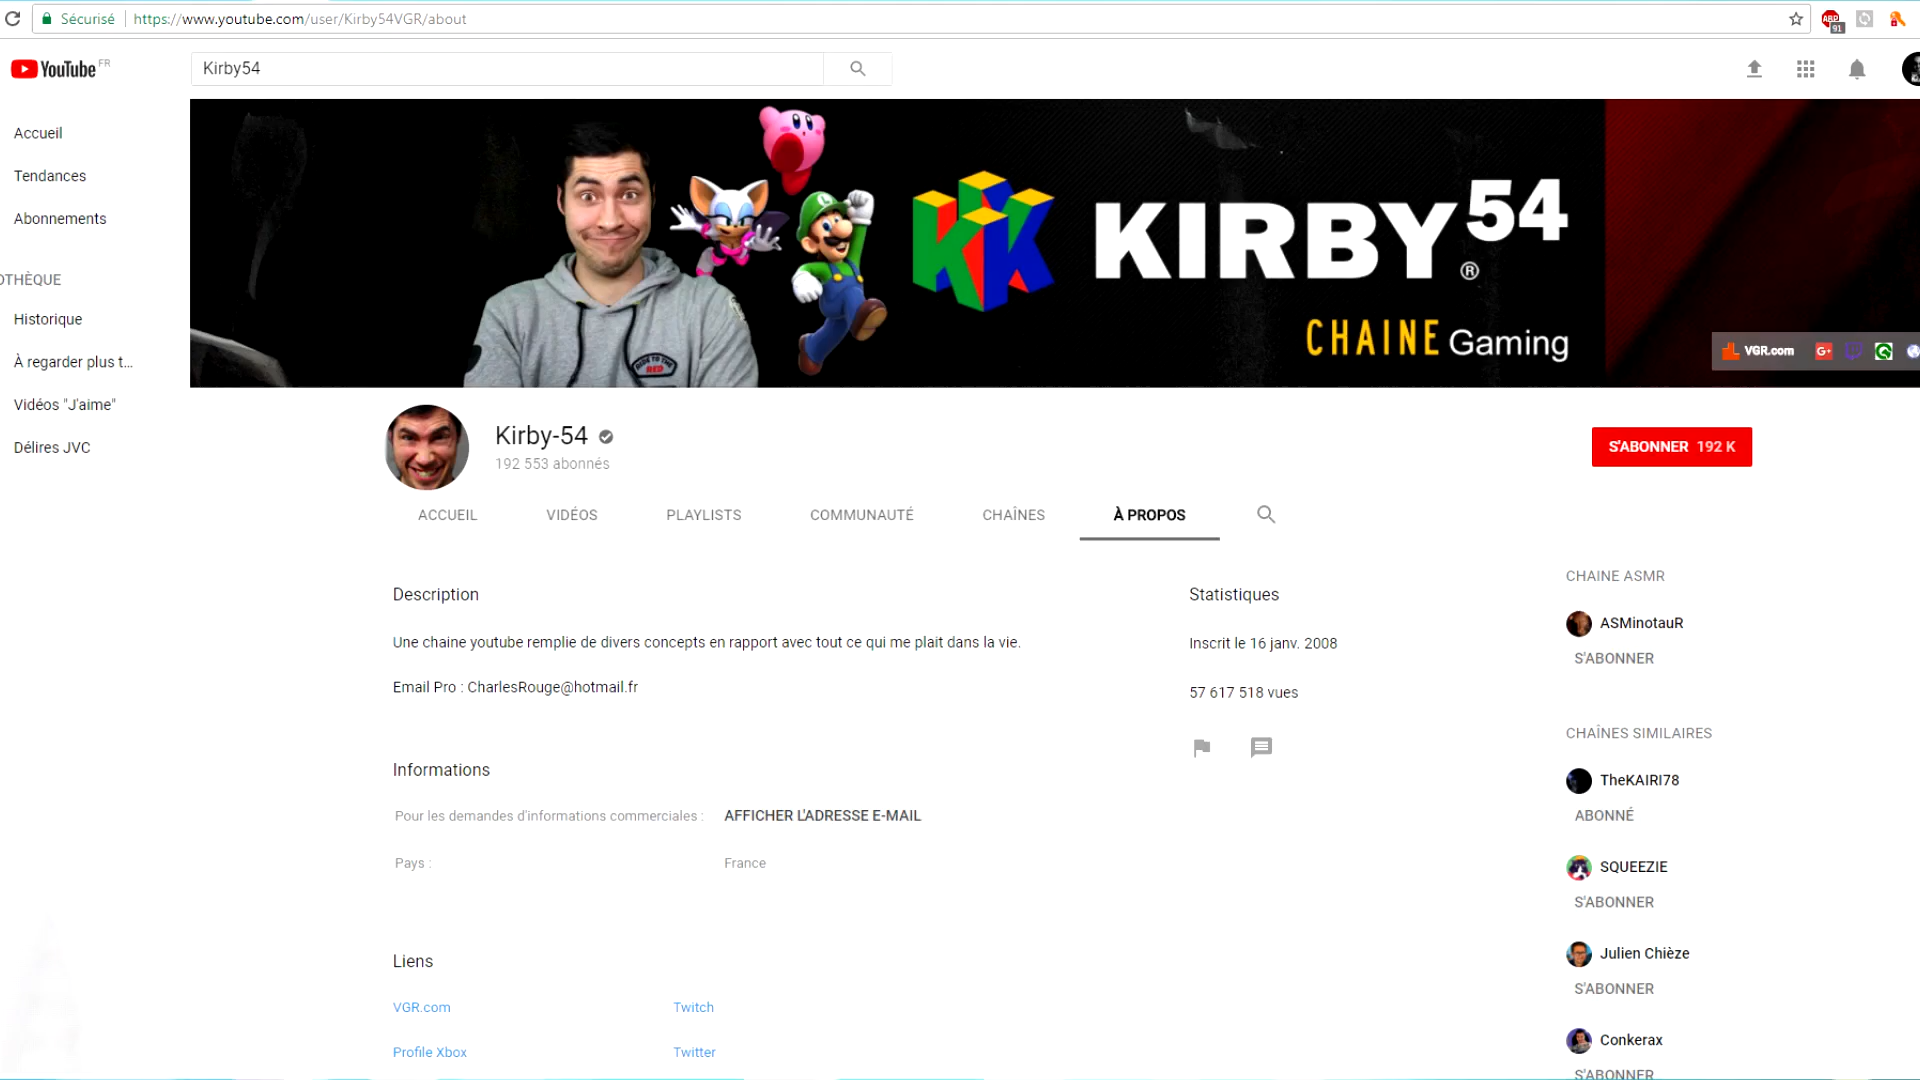 Sécurisé https://www.youtube.com/user/Kirby54VGR/about
ABP
91
YouTube FR
Kirby54
Accueil
Tendances
Abonnements
OTHÈQUE
Historique
À regarder plus t...
Vidéos "J'aime"
Délires JVC
KIRBY 54
®
CHAINE Gaming
RED
VGR.com
G+
Kirby-54
192 553 abonnés
S'ABONNER 192 K
ACCUEIL VIDÉOS PLAYLISTS COMMUNAUTÉ CHAÎNES À PROPOS
Description
Une chaine youtube remplie de divers concepts en rapport avec tout ce qui me plait dans la vie.
Email Pro : CharlesRouge@hotmail.fr
Informations
Pour les demandes d'informations commerciales : AFFICHER L'ADRESSE E-MAIL
Pays : France
Liens
VGR.com Twitch
Profile Xbox Twitter
Statistiques
Inscrit le 16 janv. 2008
57 617 518 vues
CHAINE ASMR
ASMinotauR
S'ABONNER
CHAÎNES SIMILAIRES
TheKAIRI78
ABONNÉ
SQUEEZIE
S'ABONNER
Julien Chièze
S'ABONNER
Conkerax
S'ABONNER